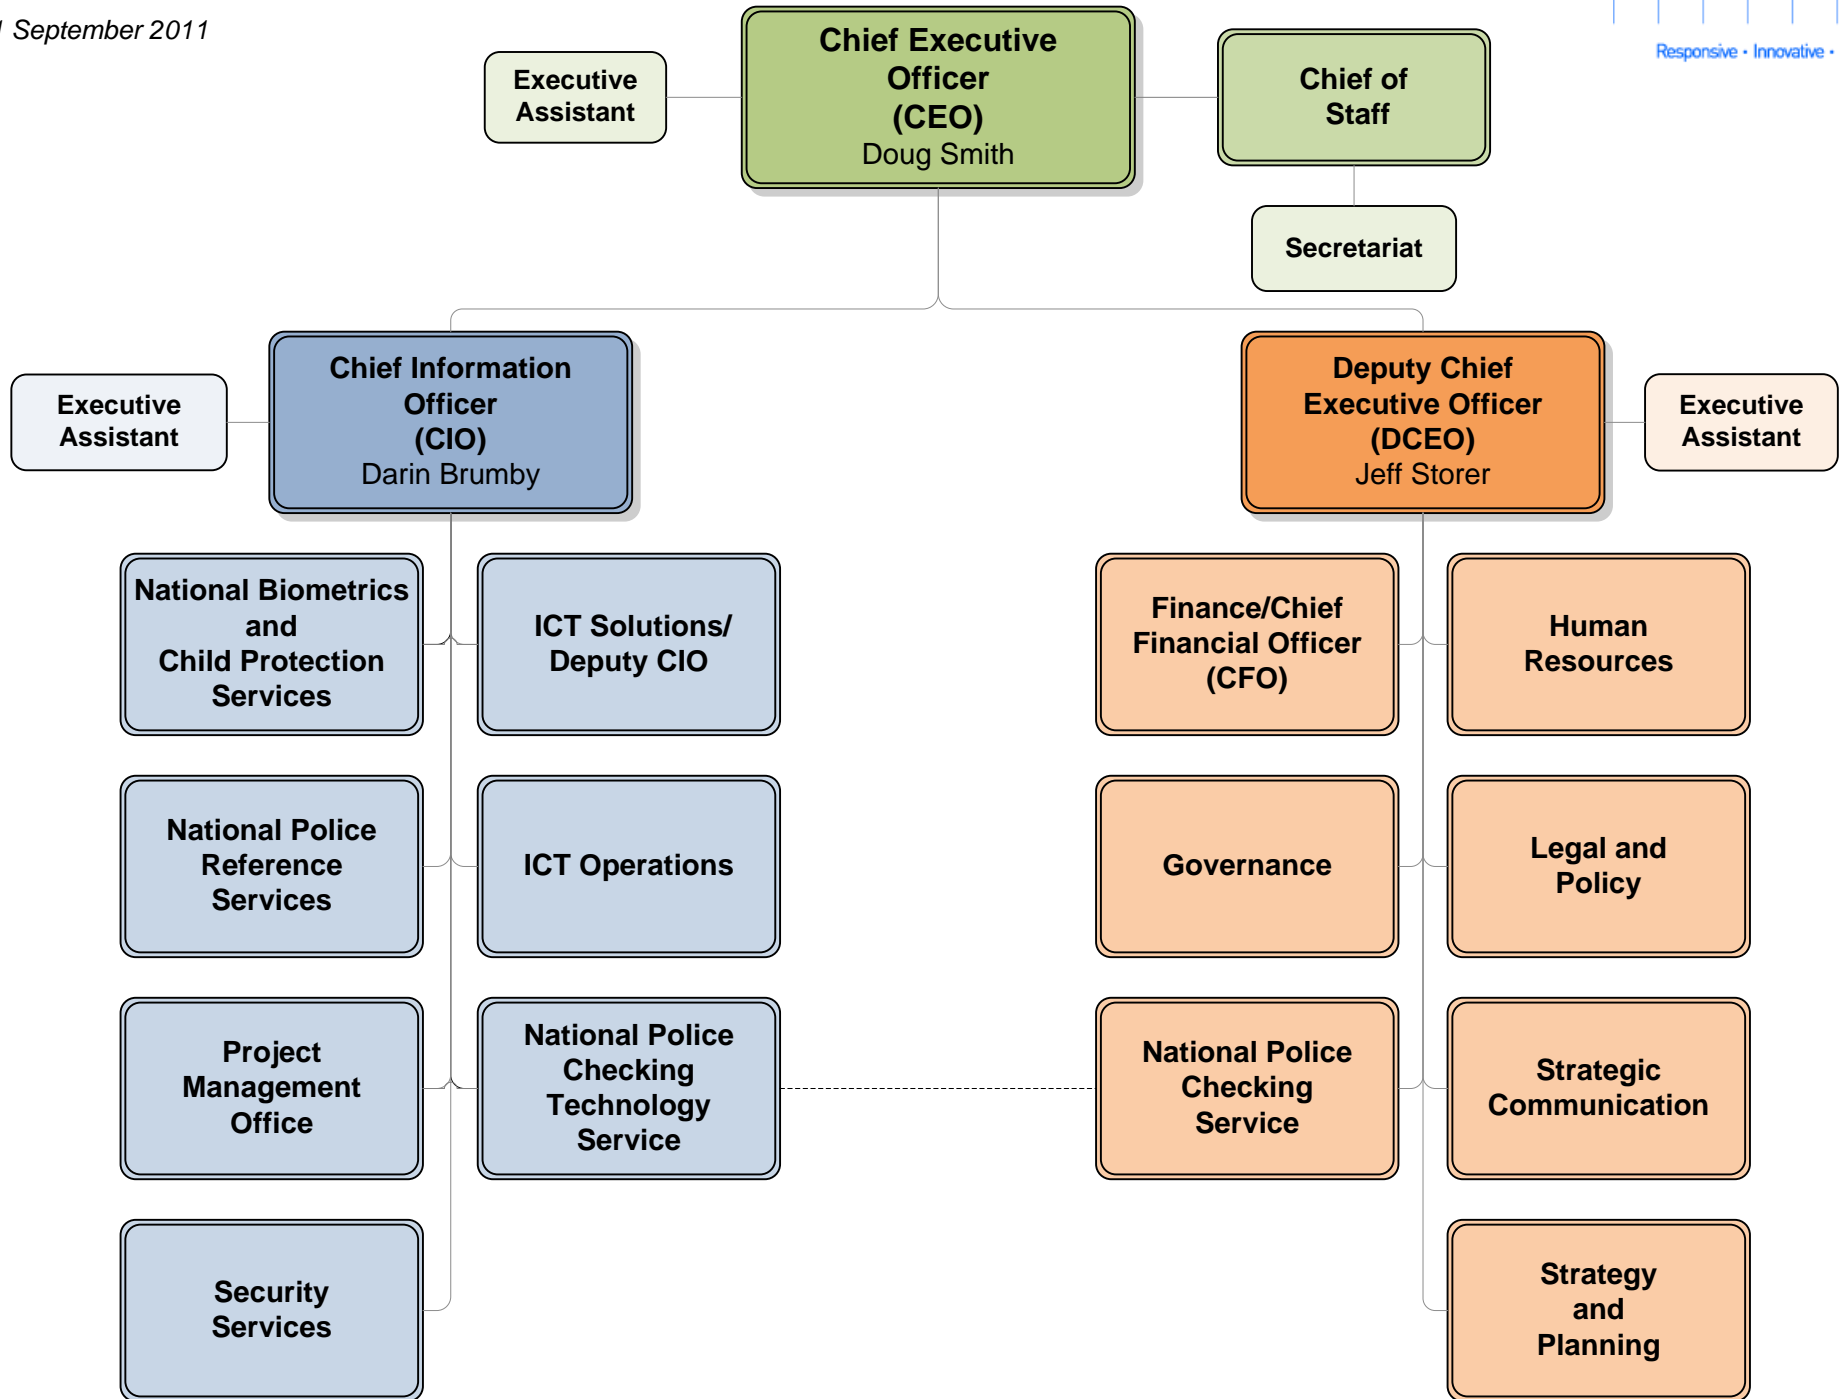 September 2011
Responsive • Innovative •
Chief Executive
Officer
(CEO)
Doug Smith
Executive
Assistant
Chief of
Staff
Secretariat
Chief Information
Officer
(CIO)
Darin Brumby
Executive
Assistant
Deputy Chief
Executive Officer
(DCEO)
Jeff Storer
Executive
Assistant
National Biometrics
and
Child Protection
Services
ICT Solutions/
Deputy CIO
Finance/Chief
Financial Officer
(CFO)
Human
Resources
National Police
Reference
Services
ICT Operations
Governance
Legal and
Policy
Project
Management
Office
National Police
Checking
Technology
Service
National Police
Checking
Service
Strategic
Communication
Security
Services
Strategy
and
Planning